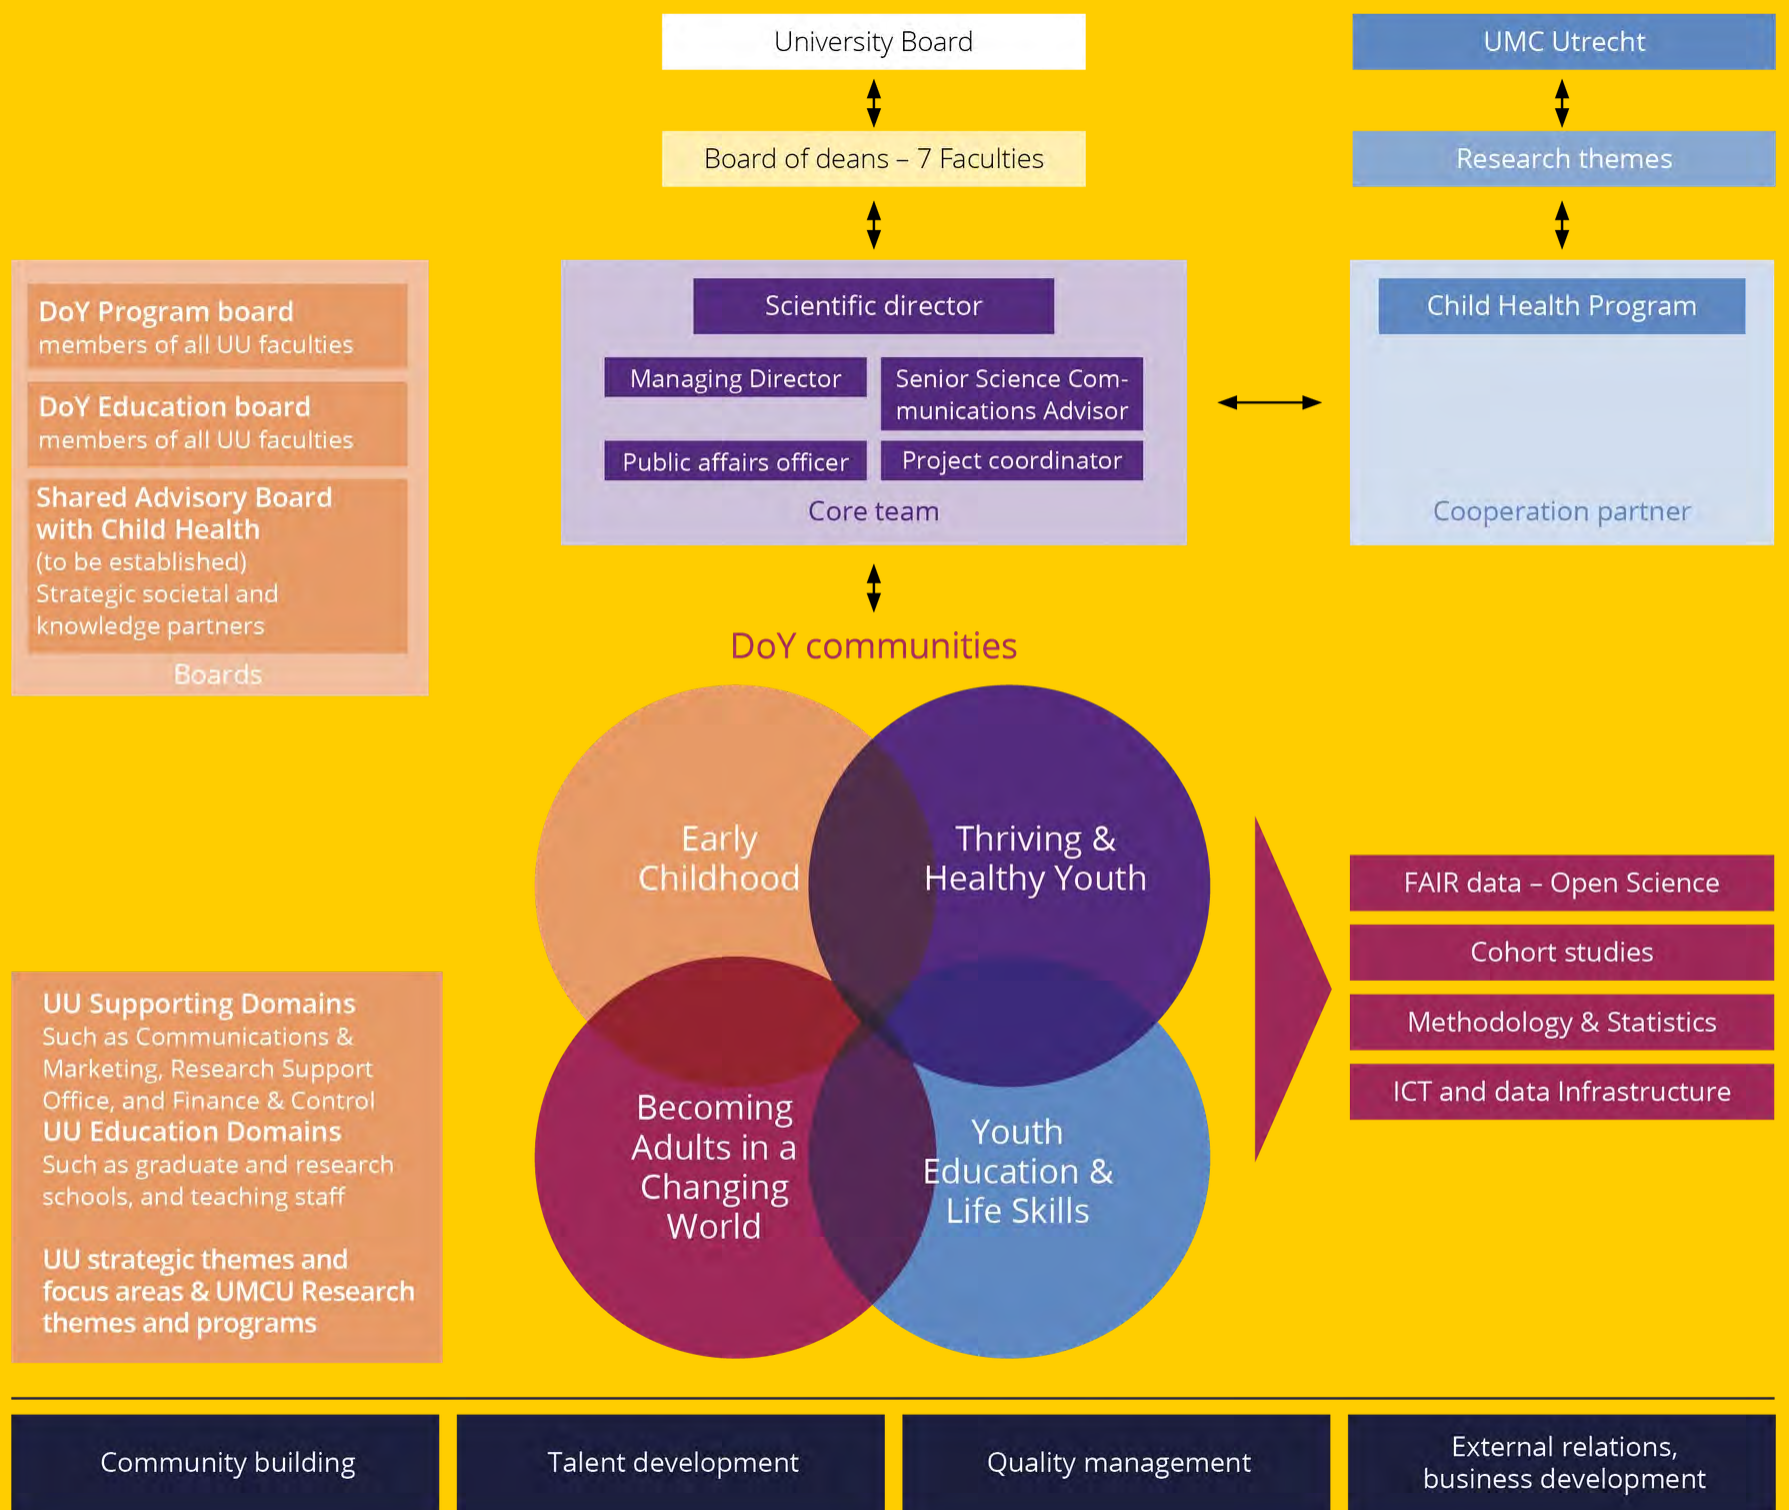 University Board
UMC Utrecht
Board of deans – 7 Faculties
Research themes
DoY Program board
members of all UU faculties
DoY Education board
members of all UU faculties
Shared Advisory Board
with Child Health
(to be established)
Strategic societal and
knowledge partners
Boards
Scientific director
Managing Director
Senior Science Com-
munications Advisor
Public affairs officer
Project coordinator
Core team
Child Health Program
Cooperation partner
DoY communities
Early
Childhood
Thriving &
Healthy Youth
Becoming
Adults in a
Changing
World
Youth
Education &
Life Skills
FAIR data – Open Science
Cohort studies
Methodology & Statistics
ICT and data Infrastructure
UU Supporting Domains
Such as Communications &
Marketing, Research Support
Office, and Finance & Control
UU Education Domains
Such as graduate and research
schools, and teaching staff
UU strategic themes and
focus areas & UMCU Research
themes and programs
Community building
Talent development
Quality management
External relations,
business development